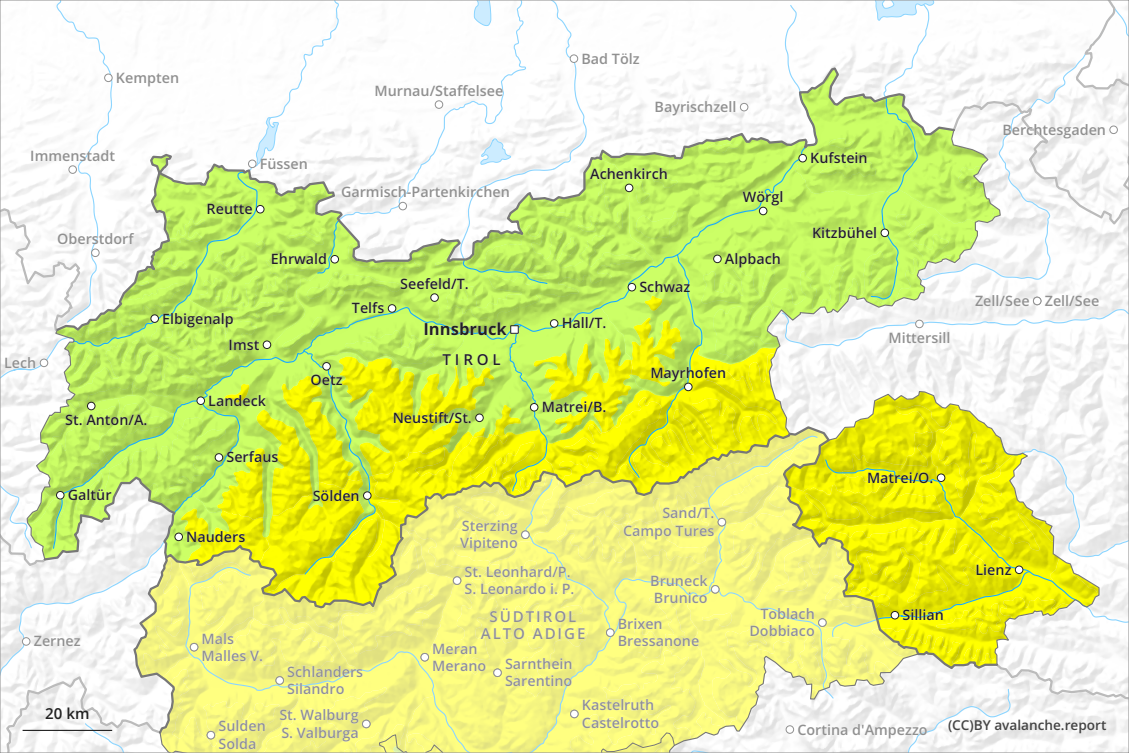 Kempten
Bad Tölz
Murnau/Staffelsee
Bayrischzell
Berchtesgaden
Immenstadt
Füssen
Kufstein
Achenkirch
Garmisch-Partenkirchen
Wörgl
Reutte
Oberstdorf
Kitzbühel
Ehrwald
Alpbach
Seefeld/T.
Schwaz
Zell/See
Zell/See
Telfs
Elbigenalp
Innsbruck
Hall/T.
Mittersill
Imst
TIROL
Lech
Oetz
Mayrhofen
Landeck
St. Anton/A.
Neustift/St.
Matrei/B.
Serfaus
Matrei/O.
Galtür
Sölden
Sand/T.
Campo Tures
Sterzing
Vipiteno
Nauders
St. Leonhard/P.
S. Leonardo i. P.
Bruneck
Brunico
Lienz
SÜDTIROL
ALTO ADIGE
Toblach
Dobbiaco
Sillian
Brixen
Bressanone
Zernez
Mals
Malles V.
Meran
Merano
Sarnthein
Sarentino
Schlanders
Silandro
Kastelruth
Castelrotto
St. Walburg
S. Valburga
20 km
Sulden
Solda
Cortina d'Ampezzo
(CC)BY avalanche.report